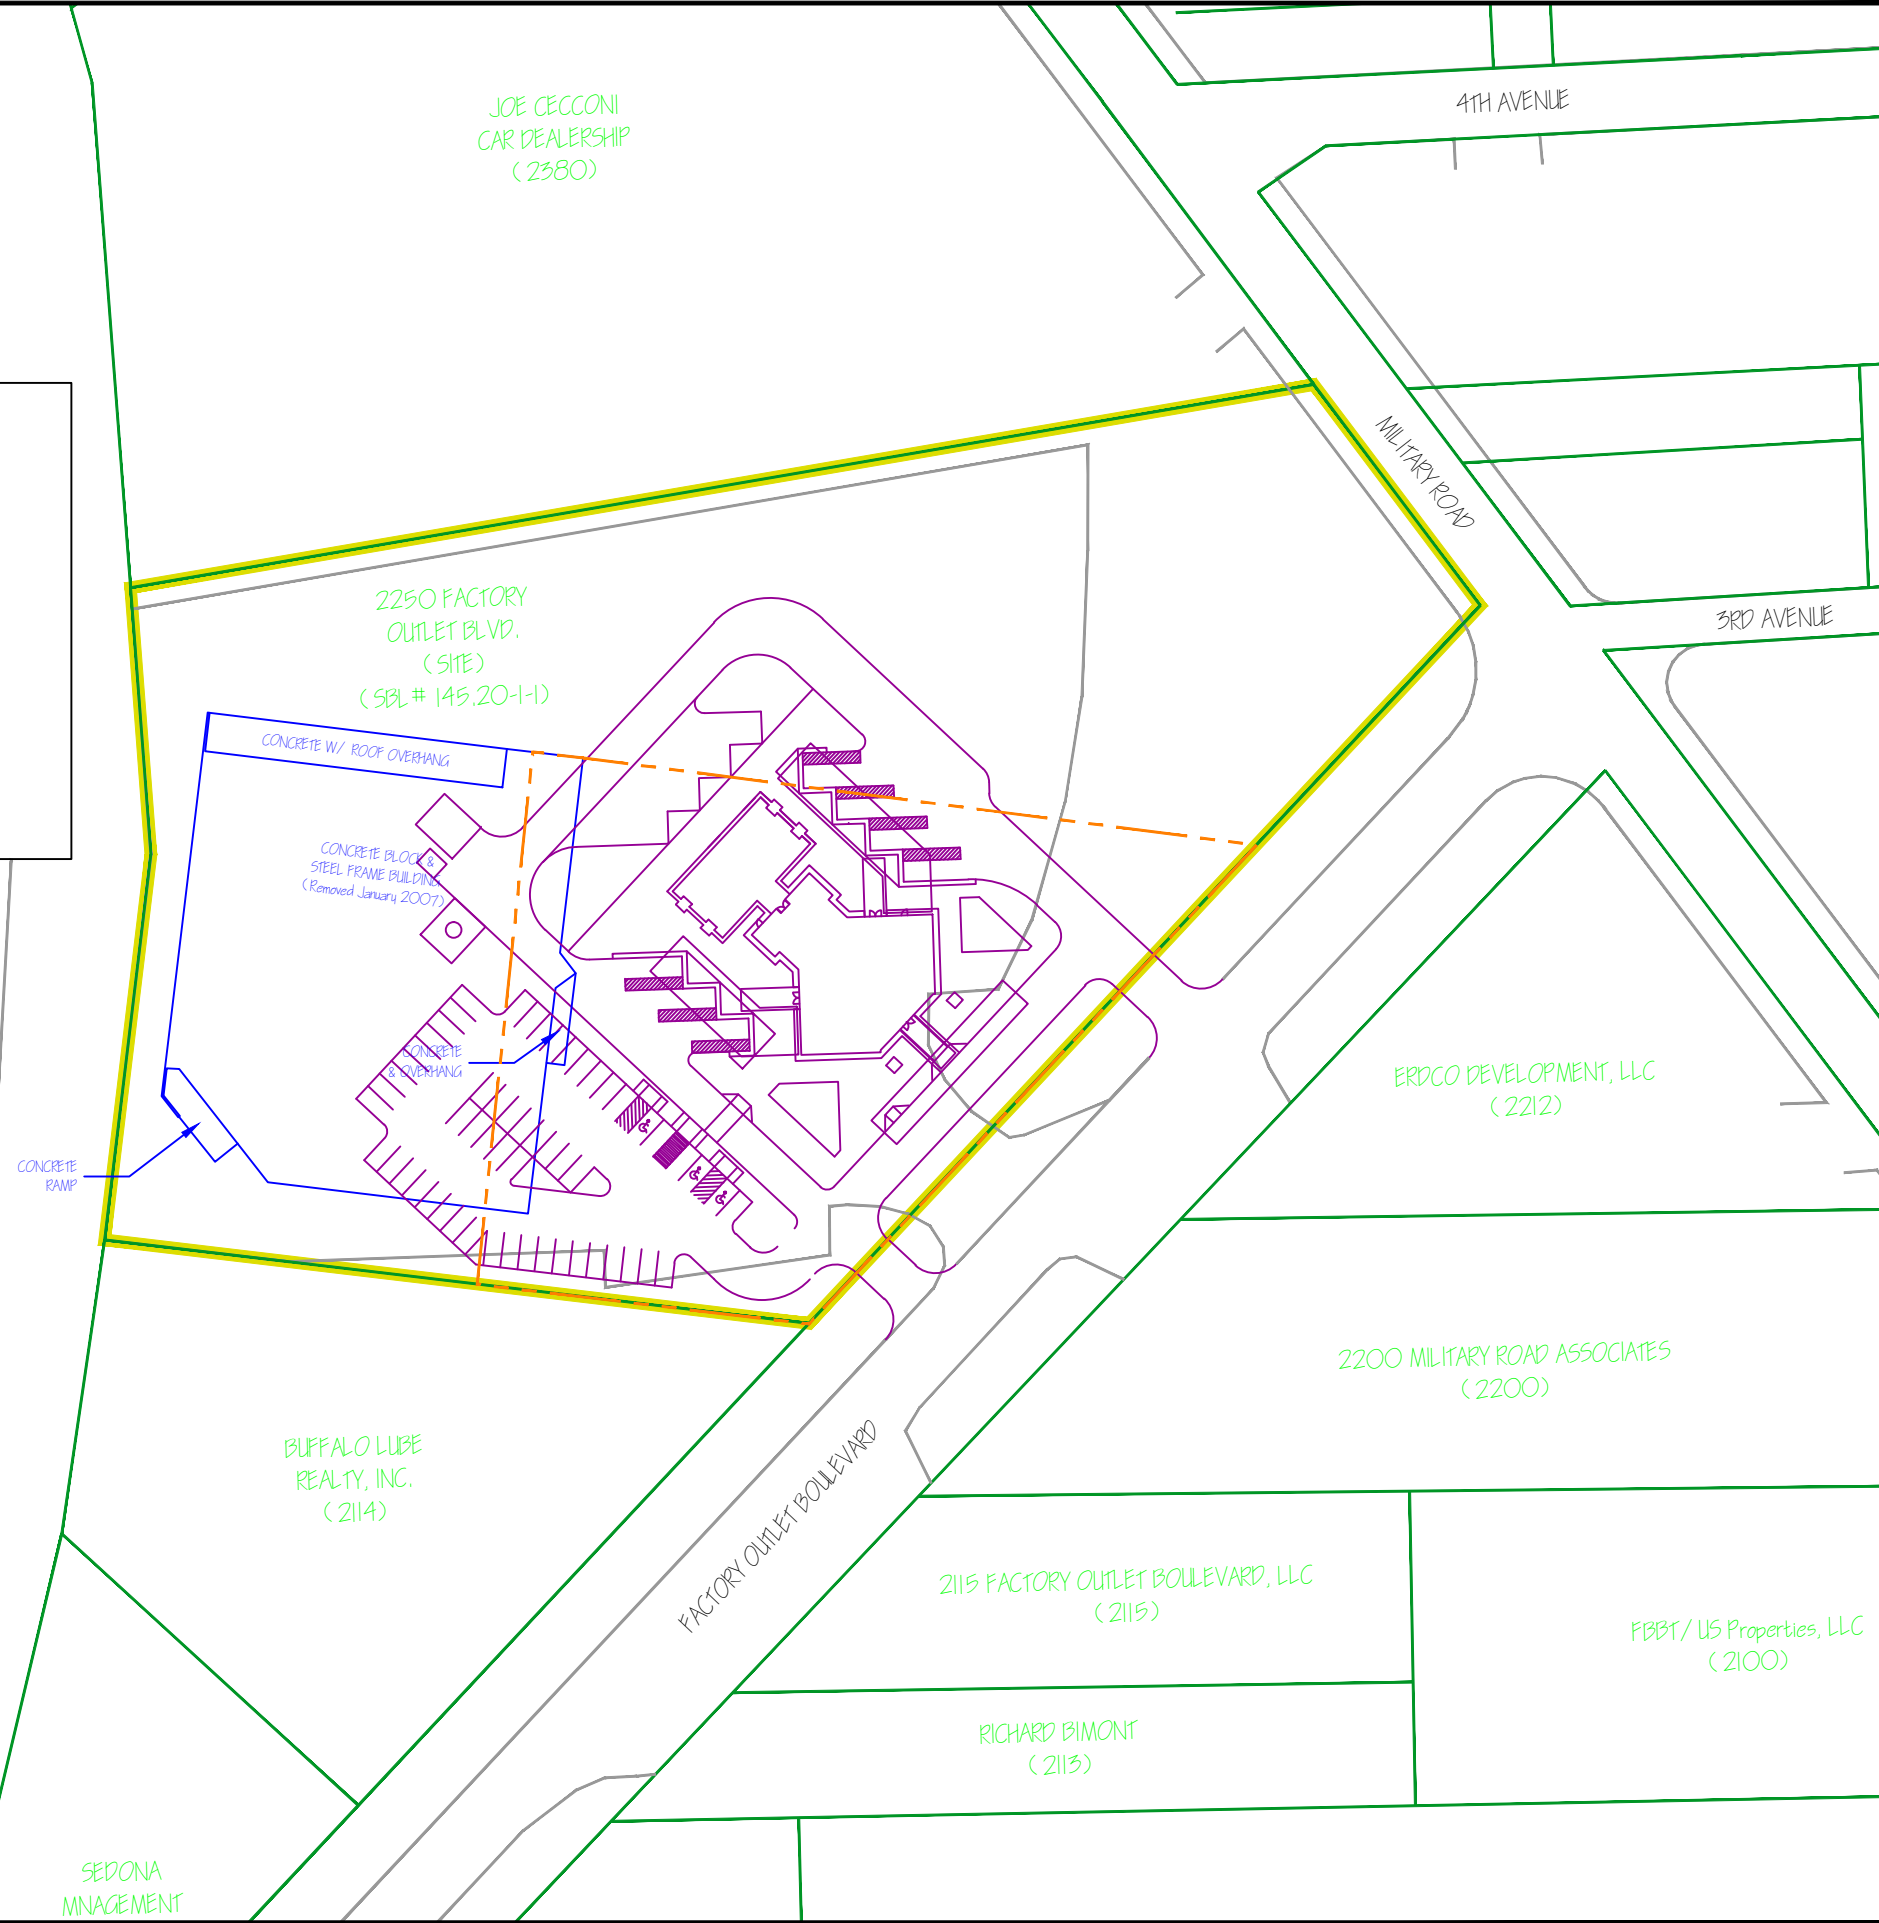 JOE CECCONI
CAR DEALERSHIP
(2380)
4TH AVENUE
MILITARY ROAD
3RD AVENUE
2250 FACTORY
OUTLET BLVD.
(SITE)
(SBL# 145.20-1-1)
CONCRETE W/ ROOF OVERHANG
CONCRETE BLOCK &
STEEL FRAME BUILDING
(Removed January 2007)
CONCRETE
& OVERHANG
CONCRETE
RAMP
ERDCO DEVELOPMENT, LLC
(2212)
2200 MILITARY ROAD ASSOCIATES
(2200)
BUFFALO LUBE
REALTY, INC.
(2114)
FACTORY OUTLET BOULEVARD
2115 FACTORY OUTLET BOULEVARD, LLC
(2115)
FBBT/ US Properties, LLC
(2100)
RICHARD BIMONT
(2113)
SEDONA
MNAGEMENT